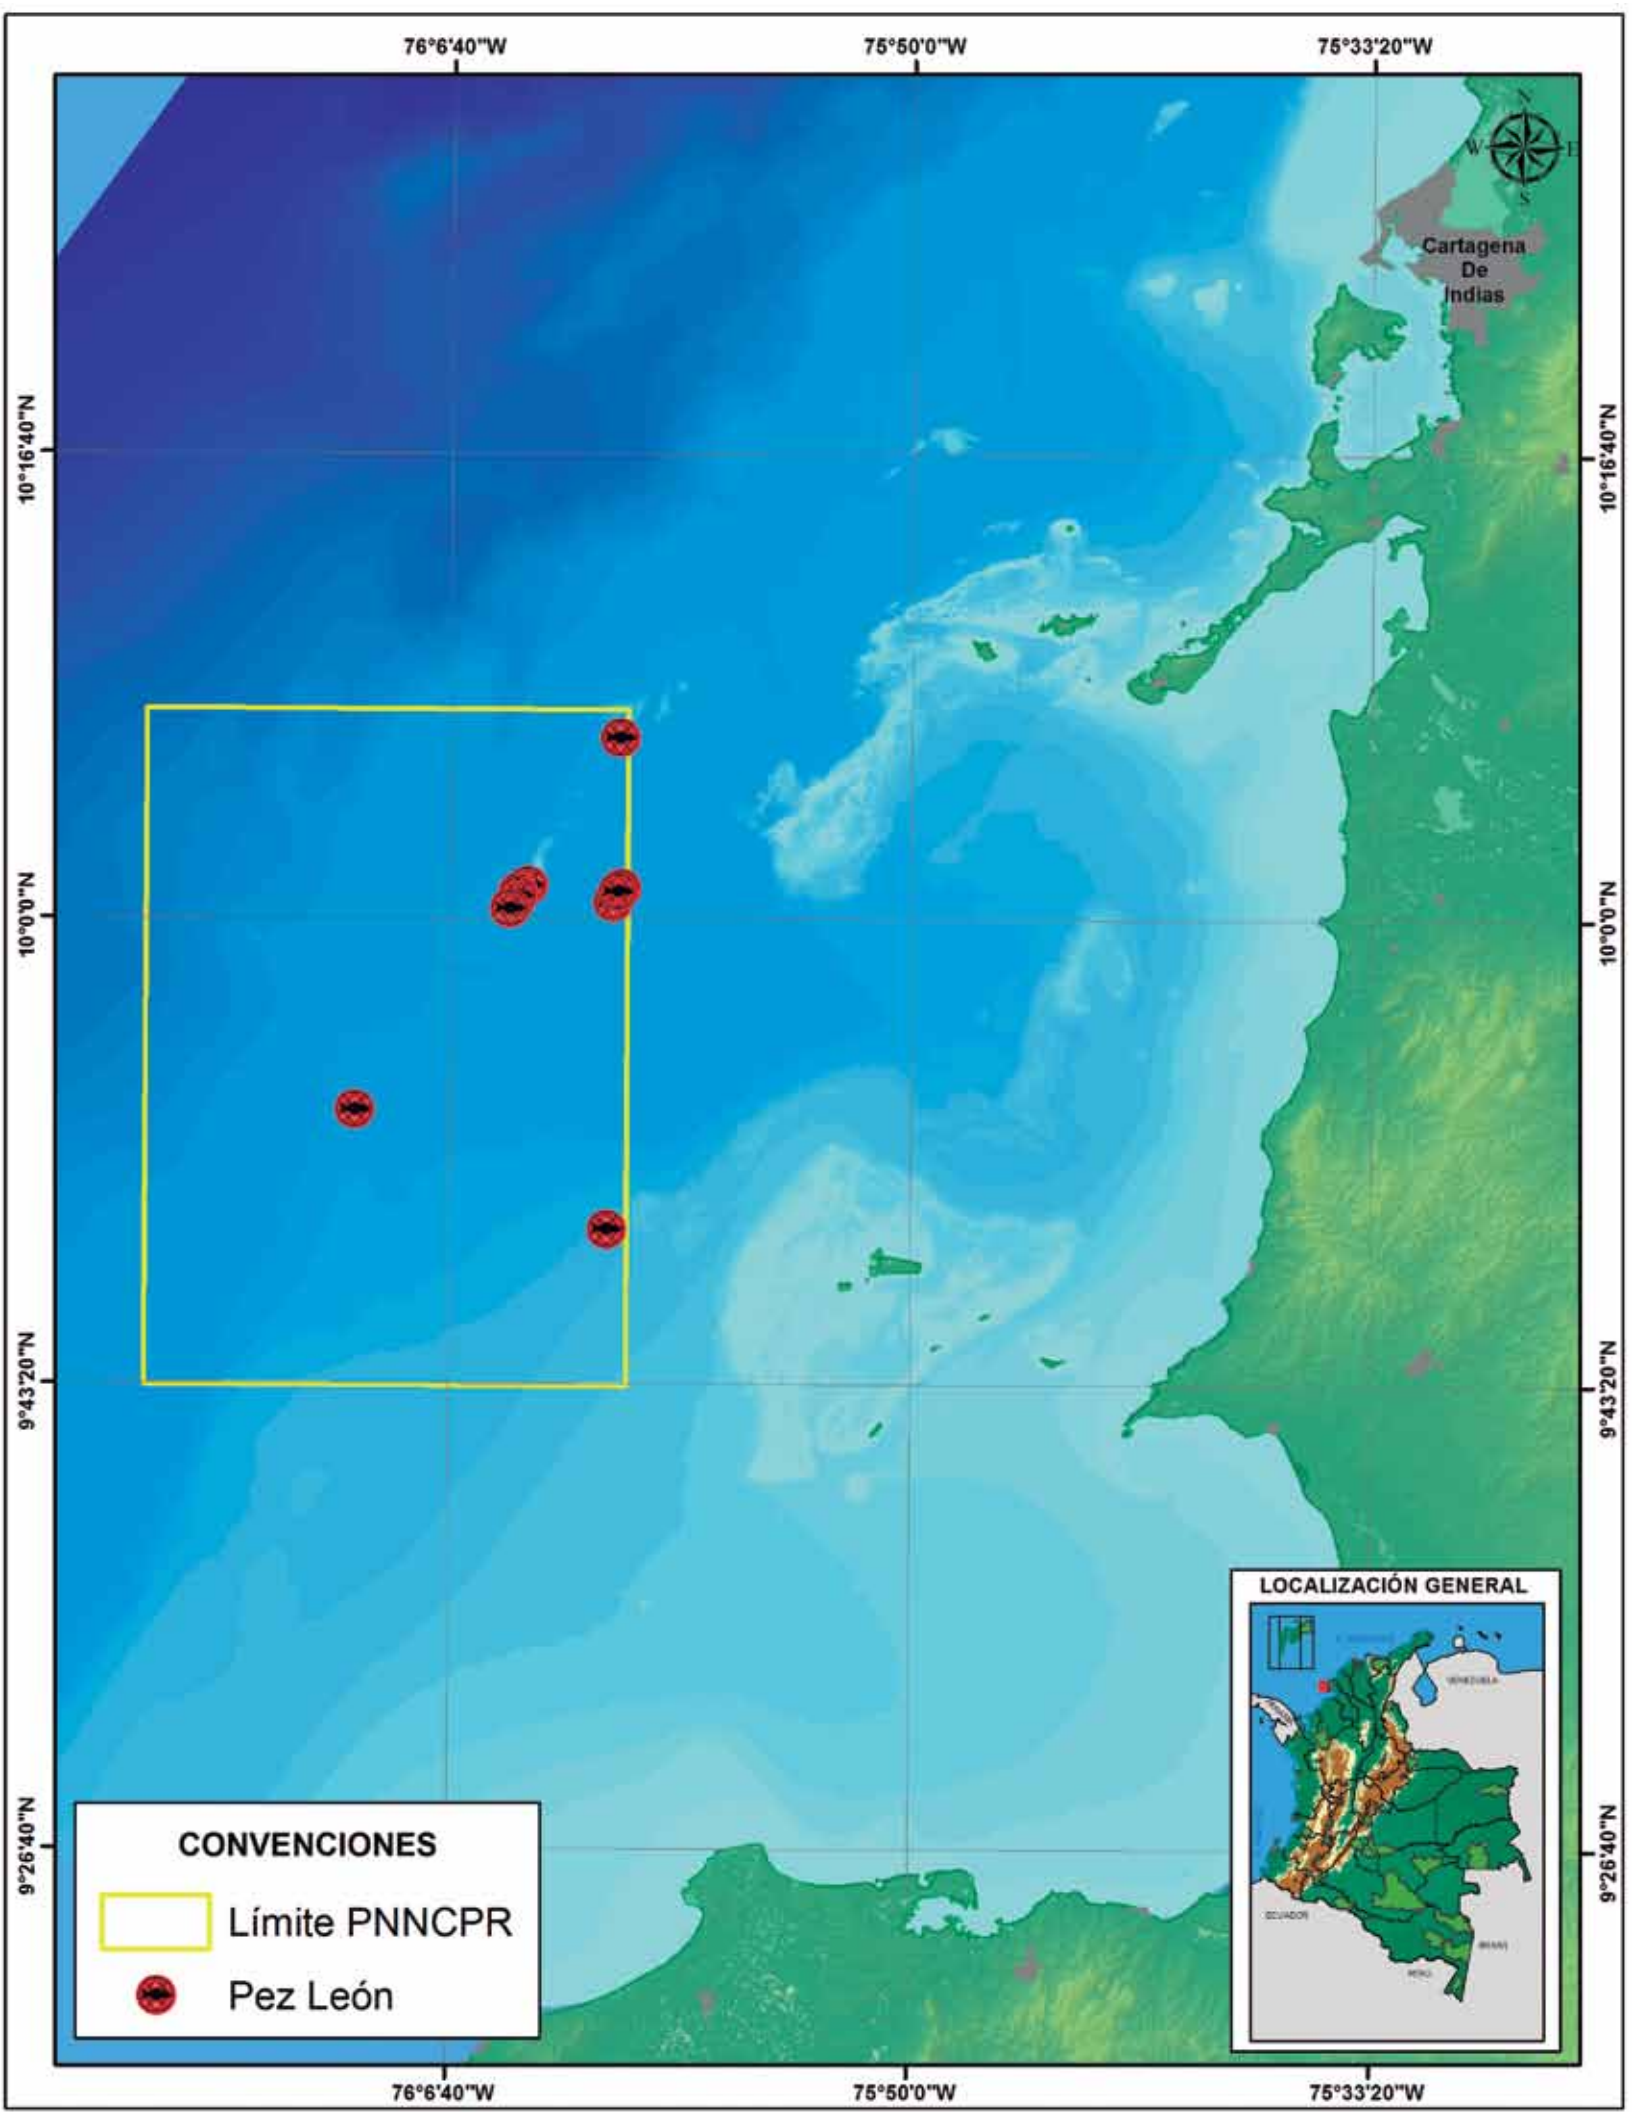 76°6'40"W
75°50'0"W
75°33'20"W
N
W
E
S
Cartagena
De
Indias
10°16'40"N
10°16'40"N
10°0'0"N
10°0'0"N
9°43'20"N
9°43'20"N
9°26'40"N
9°26'40"N
LOCALIZACIÓN GENERAL
VENEZUELA
ECUADOR
BRASIL
PERÚ
CONVENCIONES
Límite PNNCPR
Pez León
76°6'40"W
75°50'0"W
75°33'20"W